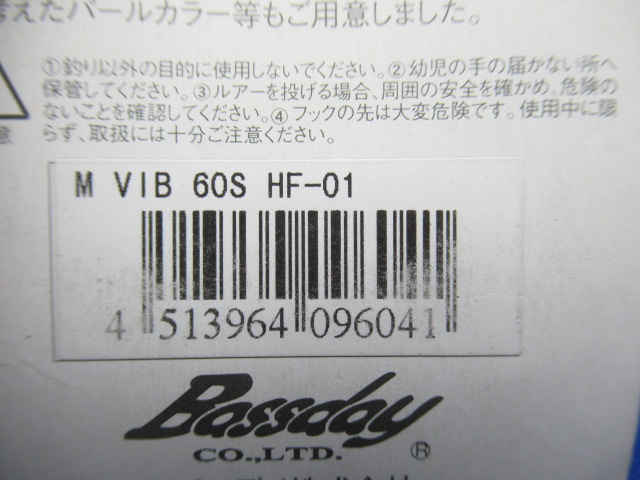 考えたパールカラー等もご用意しました。
①釣り以外の目的に使用しないでください。②幼児の手の届かない所へ
保管してください。③ルアーを投げる場合、周囲の安全を確かめ、危険の
ないことを確認してください。④フックの先は大変危険です。使用中に限
らず、取扱には十分ご注意ください。
意
M VIB 60S HF-01
4 513964 096041
Bassday
CO.,LTD. ®